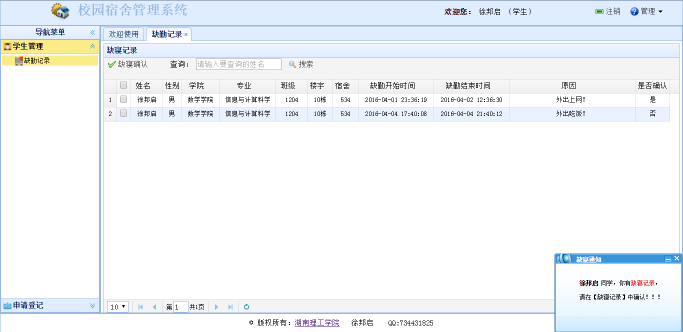 校园宿舍管理系统
欢迎您： 徐邦启 （学生） 注销 管理
导航菜单 欢迎使用 缺勤记录
学生管理
缺勤记录
缺寝记录
缺寝确认 查询： 请输入要查询的姓名 搜索
姓名 性别 学院 专业 班级 楼宇 宿舍 缺勤开始时间 缺勤结束时间 原因 是否确认
1 徐邦启 男 数学学院 信息与计算科学 1204 10栋 534 2016-04-01 23:36:19 2016-04-02 12:36:30 外出上网!! 是
2 徐邦启 男 数学学院 信息与计算科学 1204 10栋 534 2016-04-04 17:40:08 2016-04-04 21:40:12 外出吃饭!! 否
缺寝通知
徐邦启 同学，你有缺寝记录，
请在【缺寝记录】中确认！！！
申请登记
10 第 1 共1页
© 版权所有：湖南理工学院 徐邦启 QQ:734431825